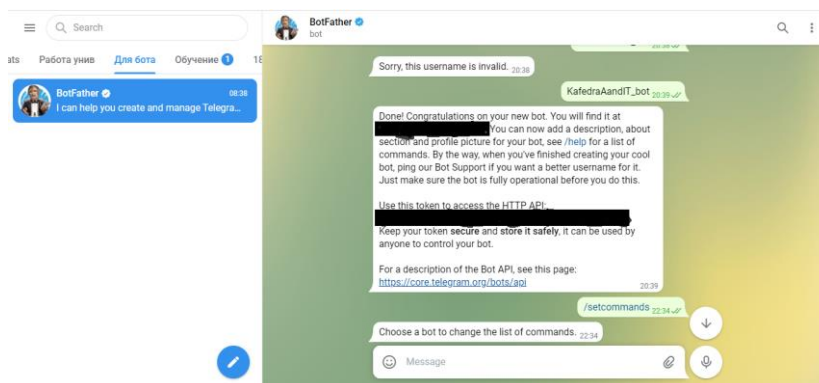 Search
ats Работа унив Для бота Обучение 1 18
BotFather 08:38
I can help you create and manage Telegra...
BotFather
bot
Sorry, this username is invalid. 20:38
KafedraAandIT_bot 20:39
Done! Congratulations on your new bot. You will find it at
You can now add a description, about
section and profile picture for your bot, see /help for a list of
commands. By the way, when you've finished creating your cool
bot, ping our Bot Support if you want a better username for it.
Just make sure the bot is fully operational before you do this.
Use this token to access the HTTP API:
Keep your token secure and store it safely, it can be used by
anyone to control your bot.
For a description of the Bot API, see this page:
https://core.telegram.org/bots/api 20:39
/setcommands 22:34
Choose a bot to change the list of commands. 22:34
Message